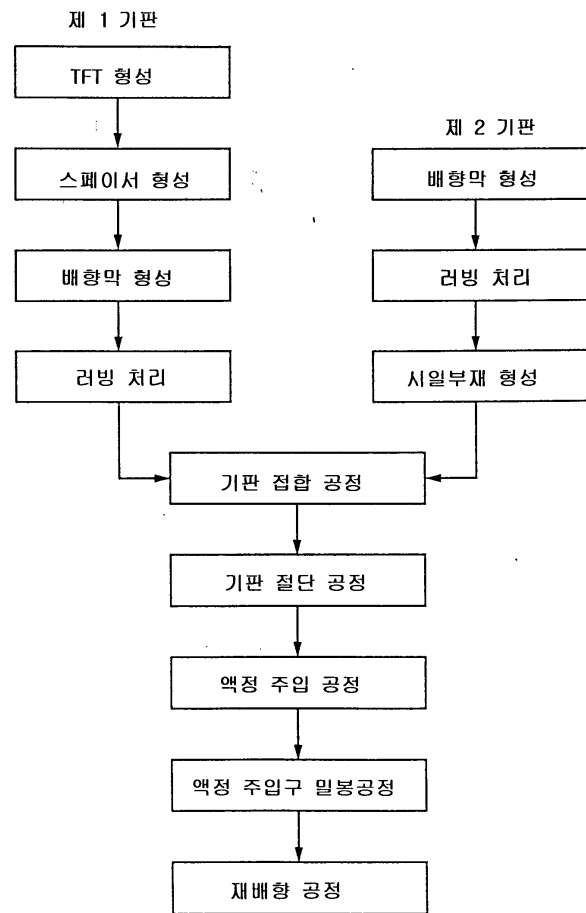 제 1 기판
TFT 형성
스페이서 형성
배향막 형성
러빙 처리
제 2 기판
배향막 형성
러빙 처리
시일부재 형성
기판 접합 공정
기판 절단 공정
액정 주입 공정
액정 주입구 밀봉공정
재배향 공정